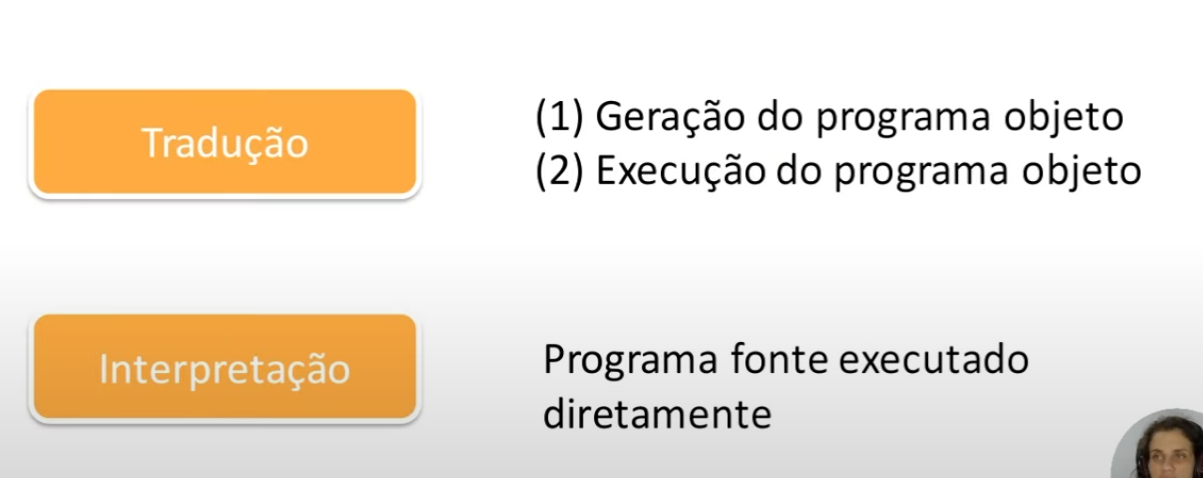 Tradução
(1) Geração do programa objeto
(2) Execução do programa objeto
Interpretação
Programa fonte executado
diretamente